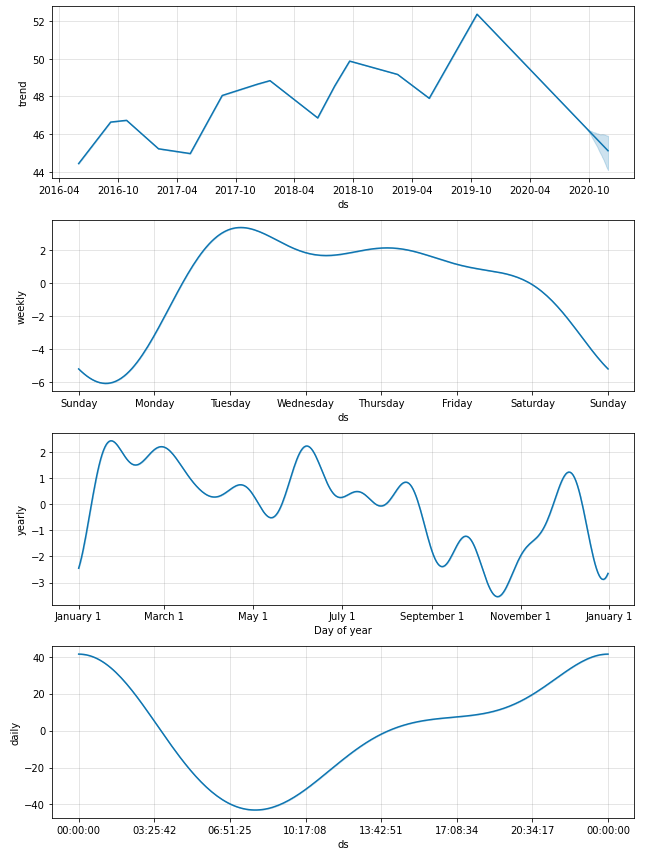 52
50
48
46
44
trend
2016-04 2016-10 2017-04 2017-10 2018-04 2018-10 2019-04 2019-10 2020-04 2020-10
ds
2
0
−2
−4
−6
weekly
Sunday Monday Tuesday Wednesday Thursday Friday Saturday Sunday
ds
2
1
0
−1
−2
−3
yearly
January 1 March 1 May 1 July 1 September 1 November 1 January 1
Day of year
40
20
0
−20
−40
daily
00:00:00 03:25:42 06:51:25 10:17:08 13:42:51 17:08:34 20:34:17 00:00:00
ds